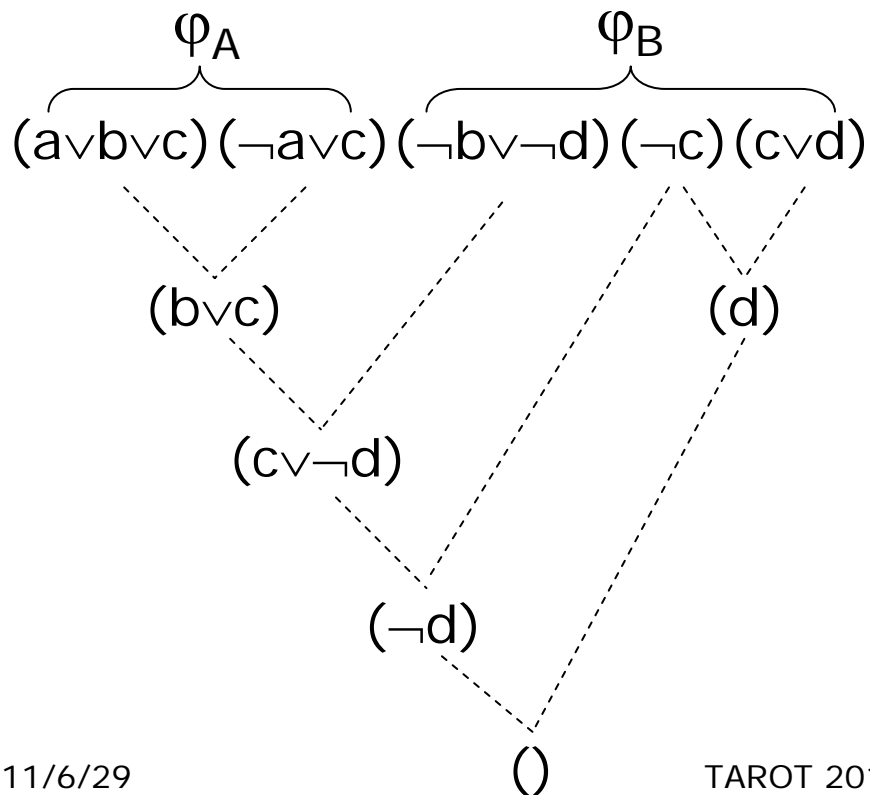 φA φB
(a∨b∨c)(¬a∨c)(¬b∨¬d)(¬c)(c∨d)
(b∨c) (d)
(c∨¬d)
(¬d)
()
11/6/29 TAROT 201